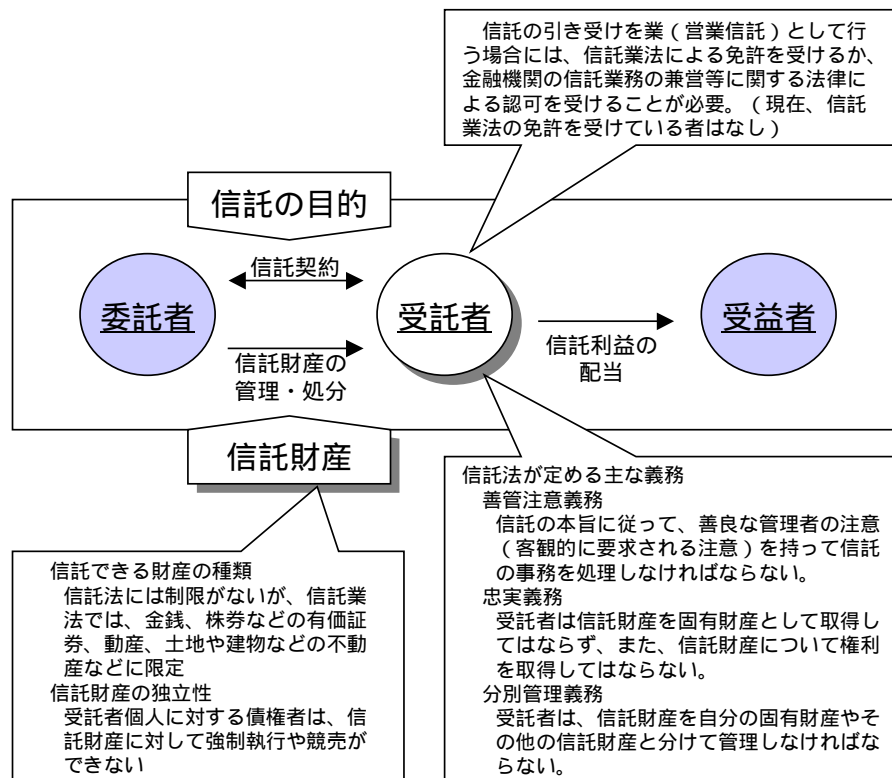 信託の引き受けを業（営業信託）として行
う場合には、信託業法による免許を受けるか、
金融機関の信託業務の兼営等に関する法律に
よる認可を受けることが必要。（現在、信託
業法の免許を受けている者はなし）
信託の目的
信託契約
委託者
受託者
受益者
信託財産の
管理・処分
信託利益の
配当
信託財産
信託できる財産の種類
信託法には制限がないが、信託業
法では、金銭、株券などの有価証
券、動産、土地や建物などの不動
産などに限定
信託財産の独立性
受託者個人に対する債権者は、信
託財産に対して強制執行や競売が
できない
信託法が定める主な義務
善管注意義務
信託の本旨に従って、善良な管理者の注意
（客観的に要求される注意）を持って信託
の事務を処理しなければならない。
忠実義務
受託者は信託財産を固有財産として取得し
てはならず、また、信託財産について権利
を取得してはならない。
分別管理義務
受託者は、信託財産を自分の固有財産やそ
の他の信託財産と分けて管理しなければな
らない。